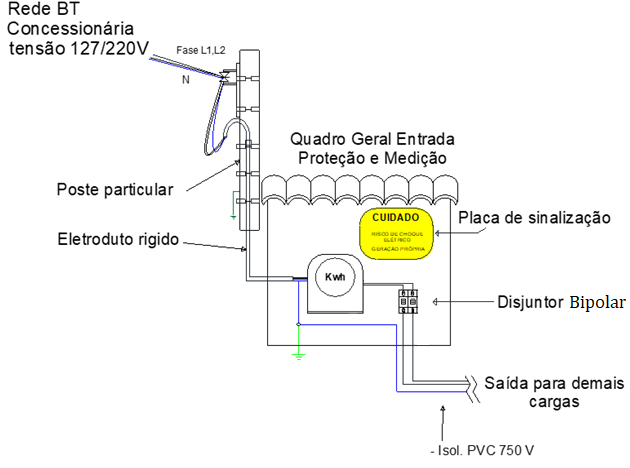 Rede BT
Concessionária
tensão 127/220V
Fase L1,L2
N
Quadro Geral Entrada
Proteção e Medição
Poste particular
CUIDADO
RISCO DE CHOQUE
ELÉTRICO
GERAÇÃO PRÓPRIA
Placa de sinalização
Eletroduto rigido
Kwh
Disjuntor Bipolar
Saída para demais
cargas
- Isol. PVC 750 V